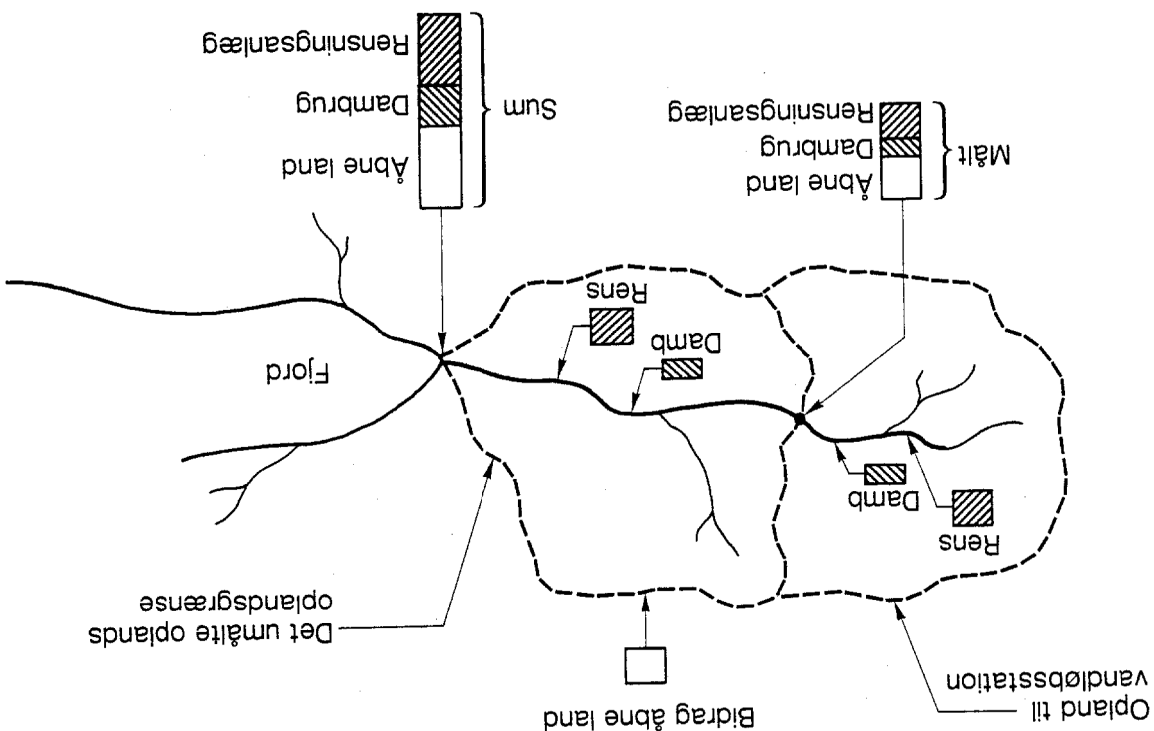 Opland til
vandløbsstation
Bidrag åbne land
Det umålte oplands
oplandsgrænse
Rens
Damb
Fjord
Damb
Rens
Målt
Åbne land
Dambrug
Rensningsanlæg
Sum
Åbne land
Dambrug
Rensningsanlæg